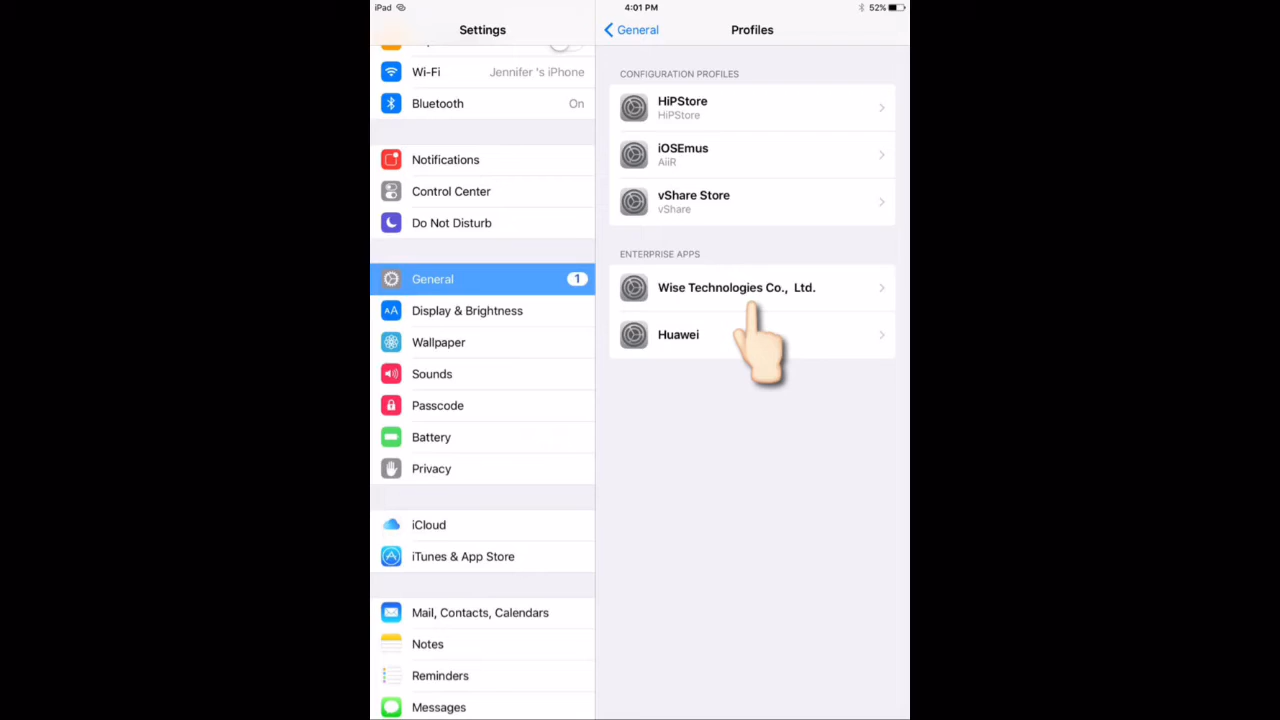 iPad
4:01 PM
52%
Settings
Wi-Fi Jennifer 's iPhone
Bluetooth On
Notifications
Control Center
Do Not Disturb
General 1
Display & Brightness
AA
Wallpaper
Sounds
Passcode
Battery
Privacy
iCloud
iTunes & App Store
Mail, Contacts, Calendars
Notes
Reminders
Messages
General
Profiles
CONFIGURATION PROFILES
HiPStore
HiPStore
iOSEmus
AiiR
vShare Store
vShare
ENTERPRISE APPS
Wise Technologies Co., Ltd.
Huawei